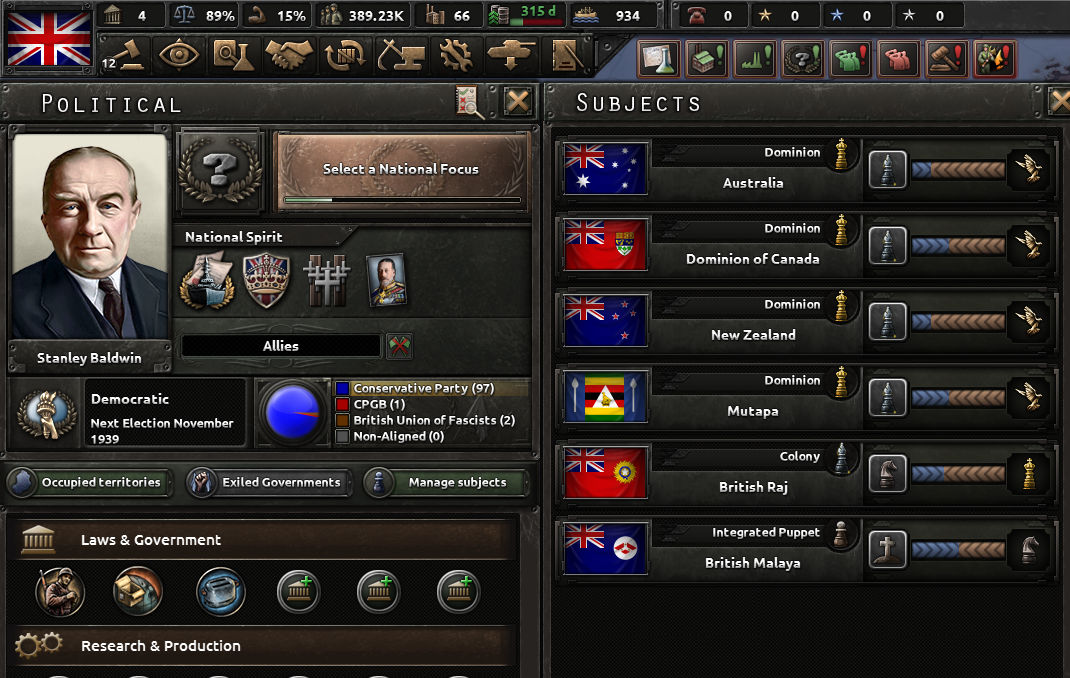 4
89%
15%
389.23K
66
315 d
934
0
0
0
0
12
POLITICAL
Select a National Focus
National Spirit
Allies
Stanley Baldwin
Democratic
Next Election November
1939
Conservative Party (97)
CPGB (1)
British Union of Fascists (2)
Non-Aligned (0)
Occupied territories
Exiled Governments
Manage subjects
Laws & Government
Research & Production
SUBJECTS
Dominion
Australia
Dominion
Dominion of Canada
Dominion
New Zealand
Dominion
Mutapa
Colony
British Raj
Integrated Puppet
British Malaya